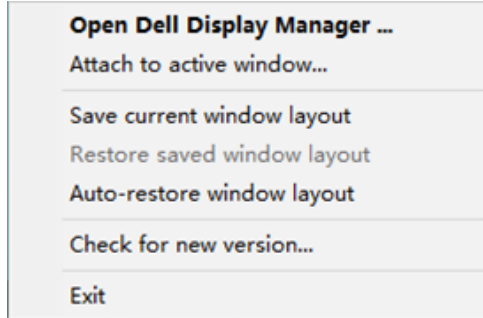 Open Dell Display Manager ...
Attach to active window...
Save current window layout
Restore saved window layout
Auto-restore window layout
Check for new version...
Exit